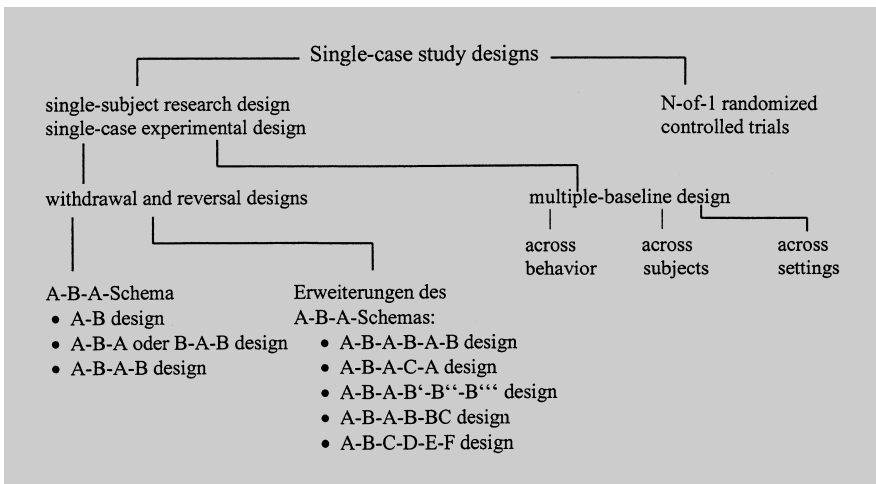 Single-case study designs
single-subject research design
single-case experimental design
N-of-1 randomized
controlled trials
withdrawal and reversal designs
multiple-baseline design
across
behavior
across
subjects
across
settings
A-B-A-Schema
• A-B design
• A-B-A oder B-A-B design
• A-B-A-B design
Erweiterungen des
A-B-A-Schemas:
• A-B-A-B-A-B design
• A-B-A-C-A design
• A-B-A-B‘-B‘‘-B‘‘‘ design
• A-B-A-B-BC design
• A-B-C-D-E-F design